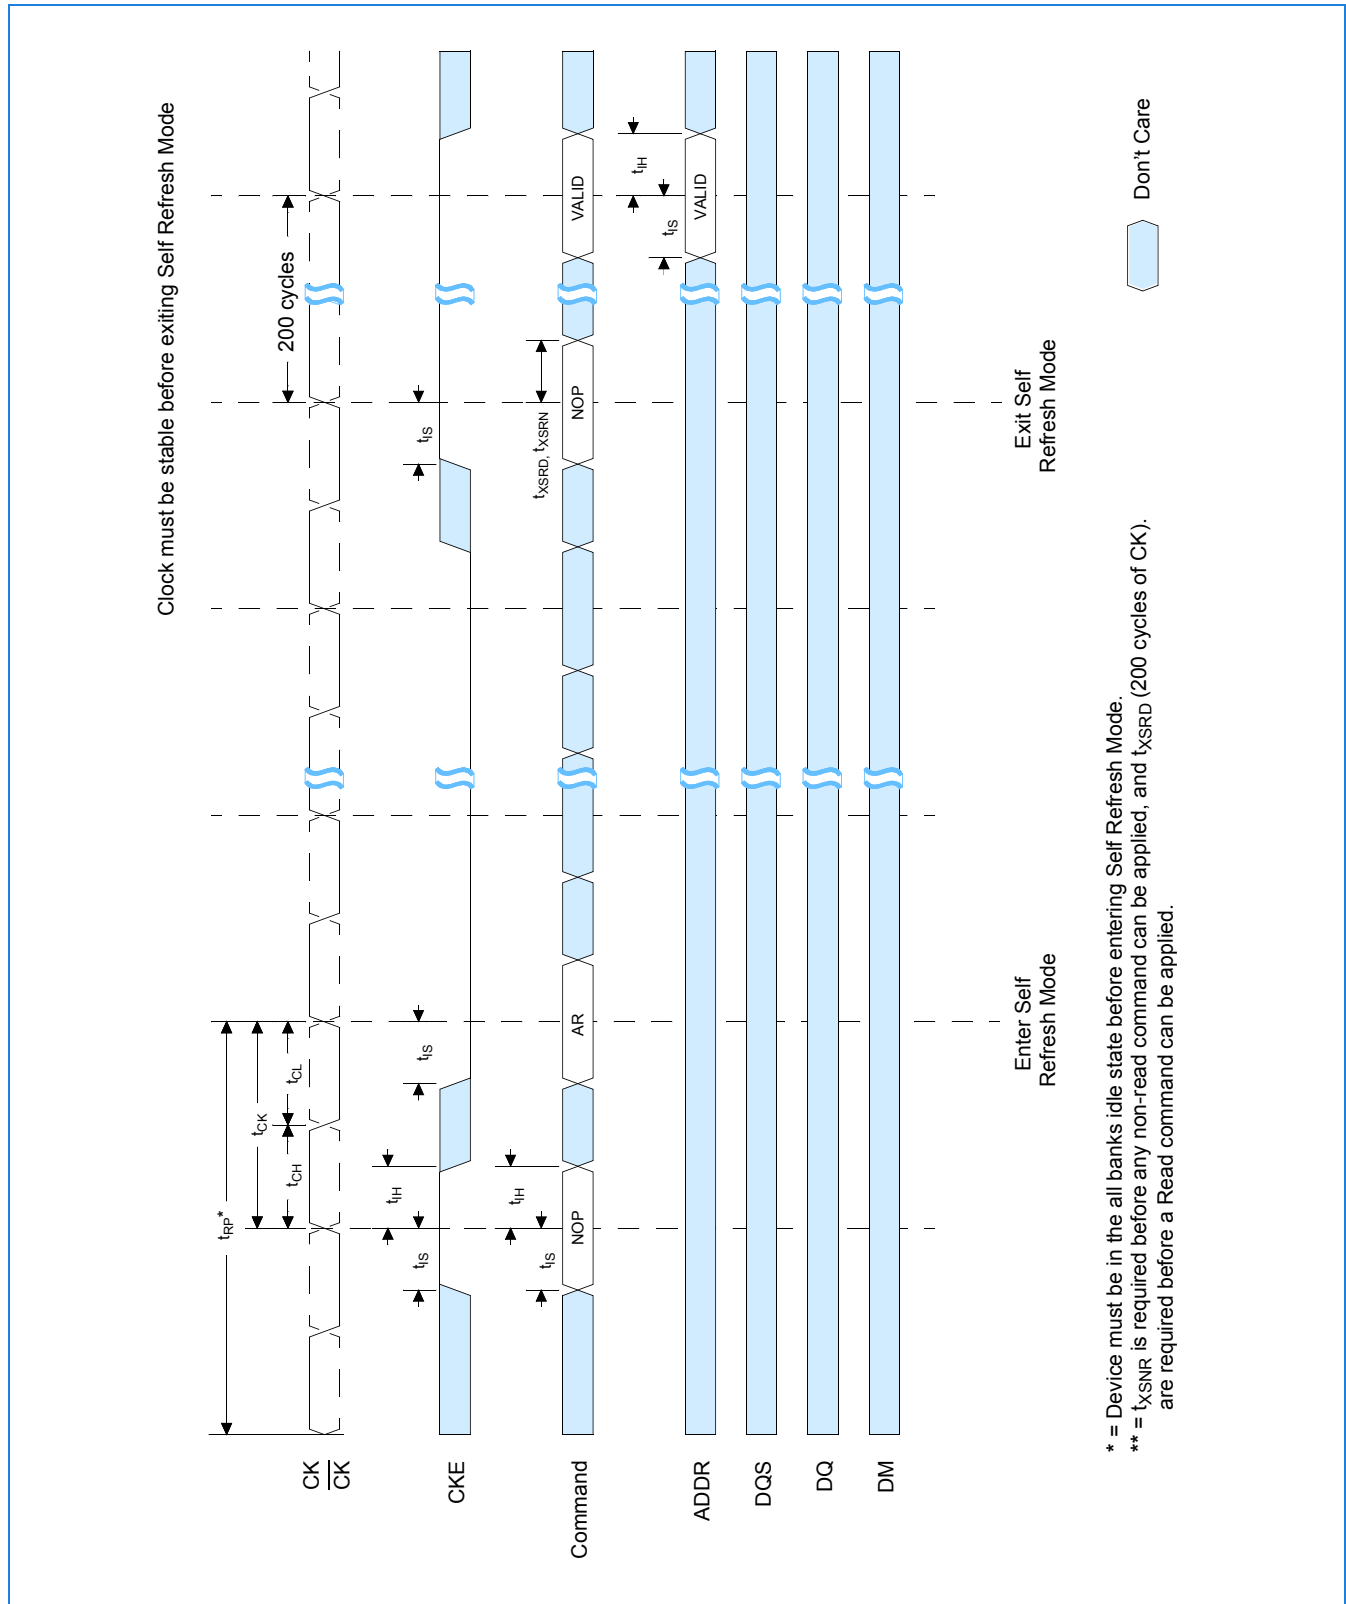 Clock must be stable before exiting Self Refresh Mode
tRP*
tCK
tCH
tCL
200 cycles
CK
CK
tIH
tIS
tIS
tIS
CKE
tIH
tIS
tXSRD, tXSRN
Command
NOP
AR
NOP
VALID
tIS
tIH
ADDR
VALID
DQS
DQ
DM
Enter Self
Refresh Mode
Exit Self
Refresh Mode
* = Device must be in the all banks idle state before entering Self Refresh Mode.
** = tXSNR is required before any non-read command can be applied, and tXSRD (200 cycles of CK).
are required before a Read command can be applied.
Don't Care